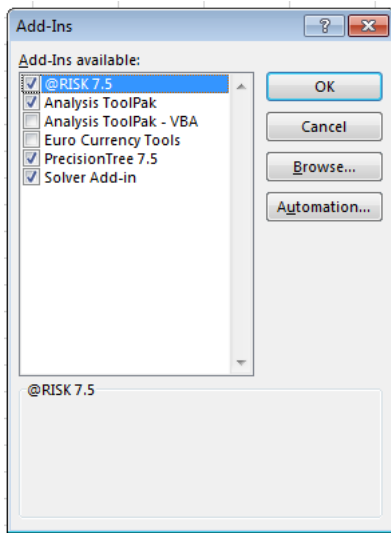 Add-Ins
Add-Ins available:
@RISK 7.5
Analysis ToolPak
Analysis ToolPak - VBA
Euro Currency Tools
PrecisionTree 7.5
Solver Add-in
OK
Cancel
Browse...
Automation...
@RISK 7.5